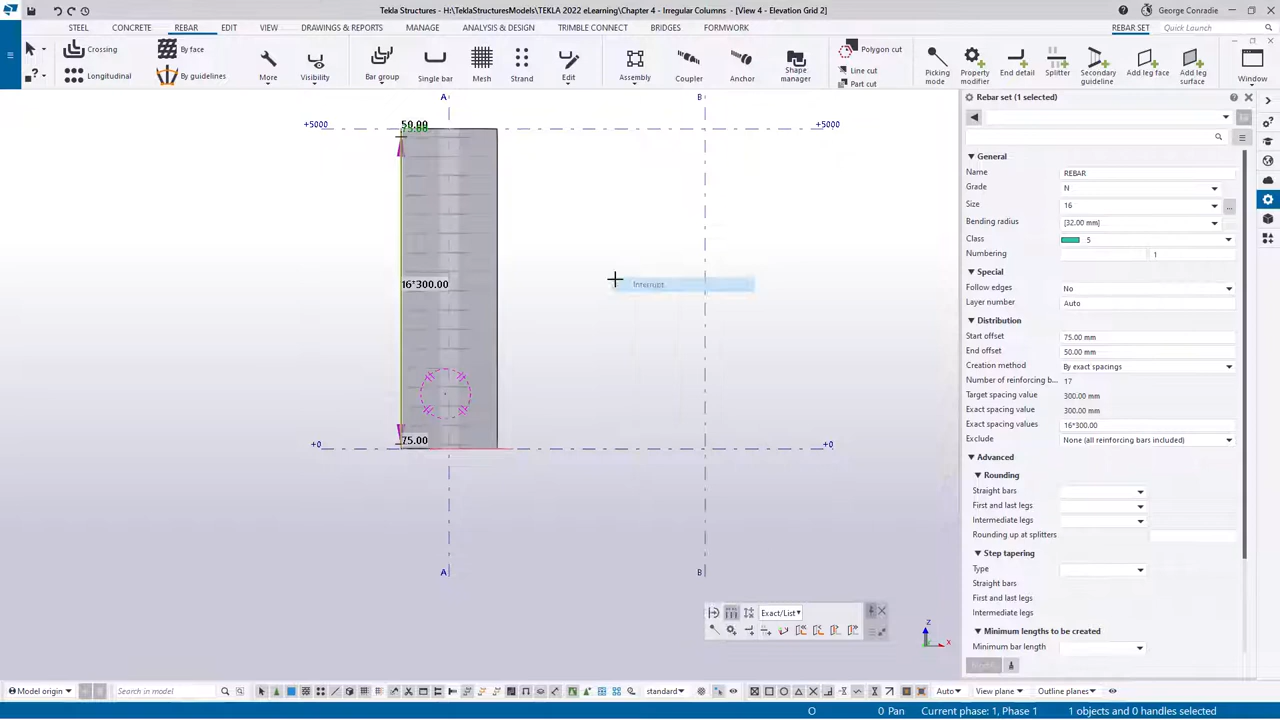 Tekla Structures - H:\TeklaStructuresModels\TEKLA 2022 eLearning\Chapter 4 - Irregular Columns - [View 4 - Elevation Grid 2]
George Conradie
STEEL CONCRETE REBAR EDIT VIEW DRAWINGS & REPORTS MANAGE ANALYSIS & DESIGN TRIMBLE CONNECT BRIDGES FORMWORK
REBAR SET
Quick Launch
Crossing
By face
Longitudinal
By guidelines
More
Visibility
Bar group
Single bar
Mesh
Strand
Edit
Assembly
Coupler
Anchor
Shape manager
Polygon cut
Line cut
Part cut
Picking mode
Property modifier
End detail
Splitter
Secondary guideline
Add leg face
Add leg surface
Window
A
B
+5000
50.00
+5000
16*300.00
Interrupt
75.00
+0
+0
A
B
Exact/List
z
x
Rebar set (1 selected)
General
Name REBAR
Grade N
Size 16
...
Bending radius [32.00 mm]
Class 5
Numbering 1
Special
Follow edges No
Layer number Auto
Distribution
Start offset 75.00 mm
End offset 50.00 mm
Creation method By exact spacings
Number of reinforcing b... 17
Target spacing value 300.00 mm
Exact spacing value 300.00 mm
Exact spacing values 16*300.00
Exclude None (all reinforcing bars included)
Advanced
Rounding
Straight bars
First and last legs
Intermediate legs
Rounding up at splitters
Step tapering
Type
Straight bars
First and last legs
Intermediate legs
Minimum lengths to be created
Minimum bar length
Model origin
Search in model
standard
Auto
View plane
Outline planes
O 0 Pan Current phase: 1, Phase 1 1 objects and 0 handles selected